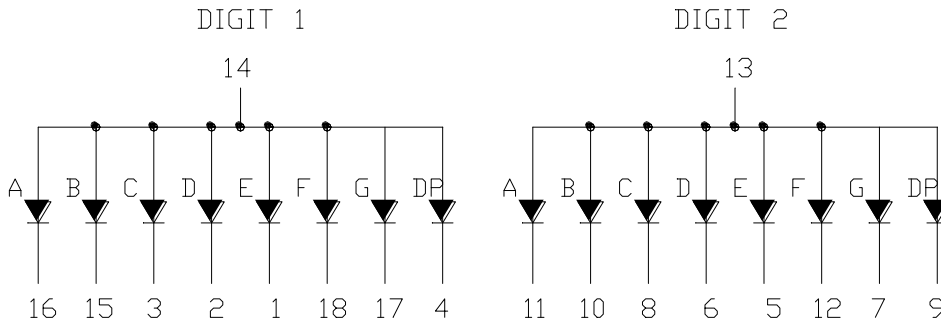 DIGIT 1 DIGIT 2
14 13
A B C D E F G DP A B C D E F G DP
16 15 3 2 1 18 17 4 11 10 8 6 5 12 7 9